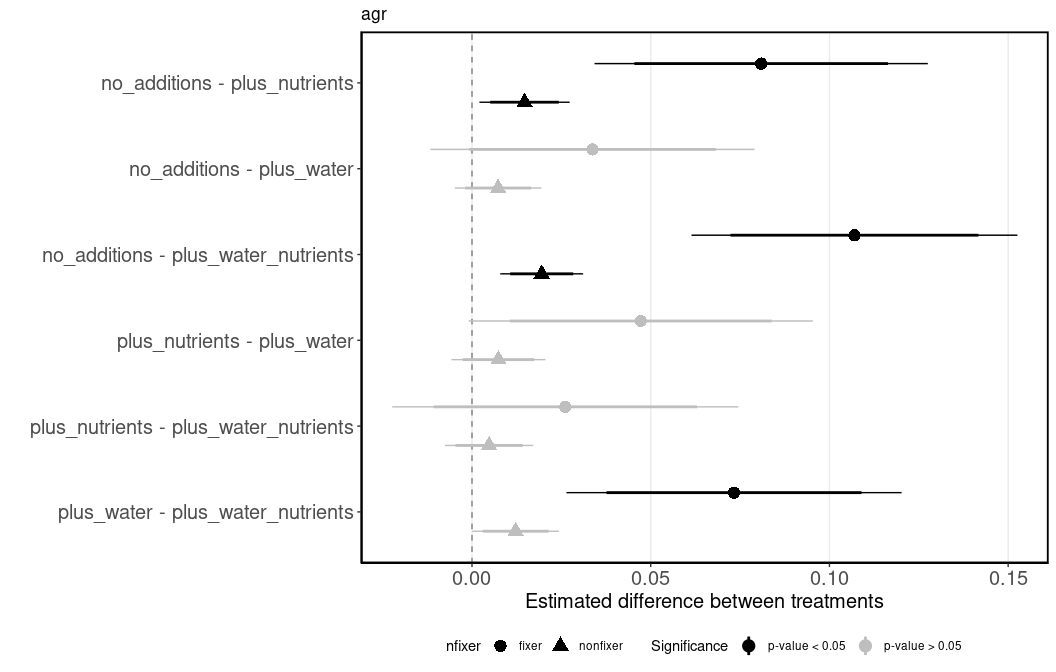 agr
no_additions - plus_nutrients
no_additions - plus_water
no_additions - plus_water_nutrients
plus_nutrients - plus_water
plus_nutrients - plus_water_nutrients
plus_water - plus_water_nutrients
0.00 0.05 0.10 0.15
Estimated difference between treatments
nfixer fixer nonfixer Significance p-value < 0.05 p-value > 0.05